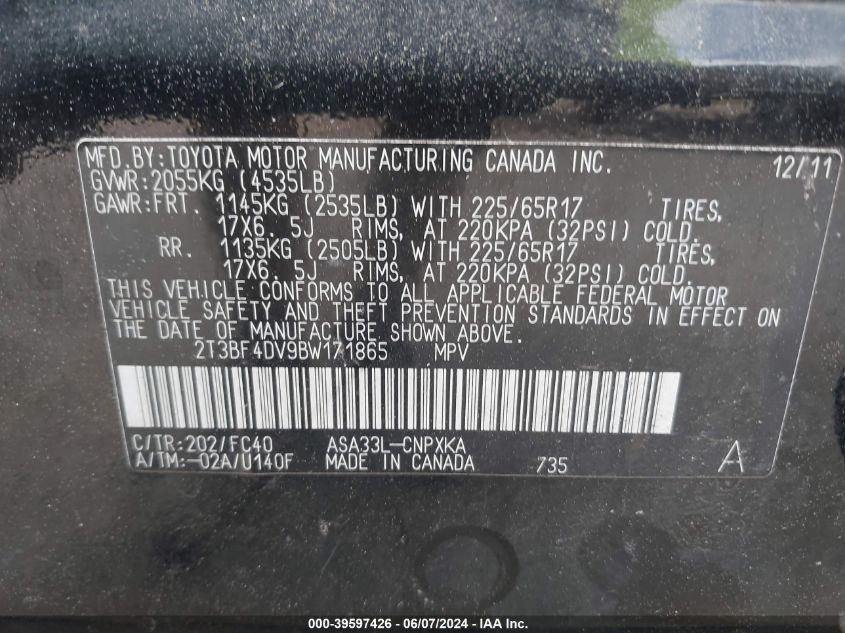 MFD. BY: TOYOTA MOTOR MANUFACTURING CANADA INC. 12/11
GVWR: 2055KG (4535LB)
GAWR: FRT. 1145KG (2535LB) WITH 225/65R17 TIRES,
17X6. 5J RIMS, AT 220KPA (32PSI) COLD.
RR. 1135KG (2505LB) WITH 225/65R17 TIRES,
17X6. 5J RIMS, AT 220KPA (32PSI) COLD.
THIS VEHICLE CONFORMS TO ALL APPLICABLE FEDERAL MOTOR
VEHICLE SAFETY AND THEFT PREVENTION STANDARDS IN EFFECT ON
THE DATE OF MANUFACTURE SHOWN ABOVE.
2T3BF4DV9BW171865 MPV
C/TR: 202/FC40 ASA33L-CNPXKA
A/TM: -02A/U140F MADE IN CANADA 735 A
000-39597426 - 06/07/2024 - IAA Inc.